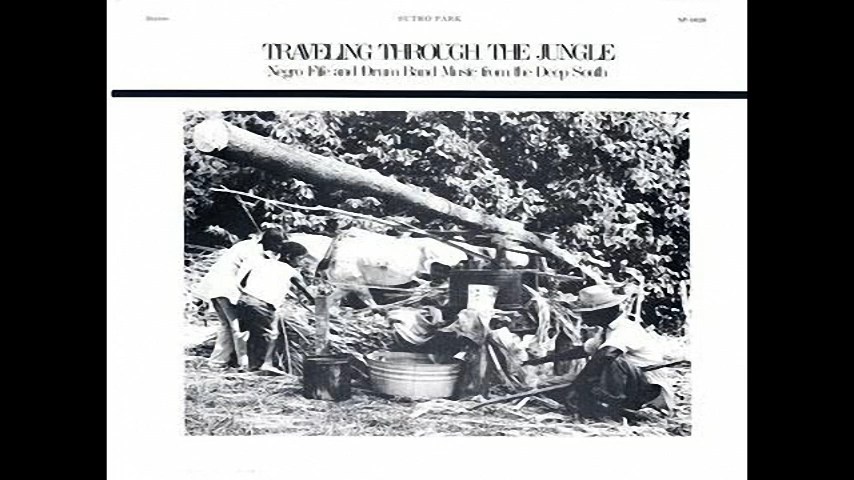 SUTRO PARK
TRAVELING THROUGH THE JUNGLE
Negro Fife and Drum Band Music from the Deep South